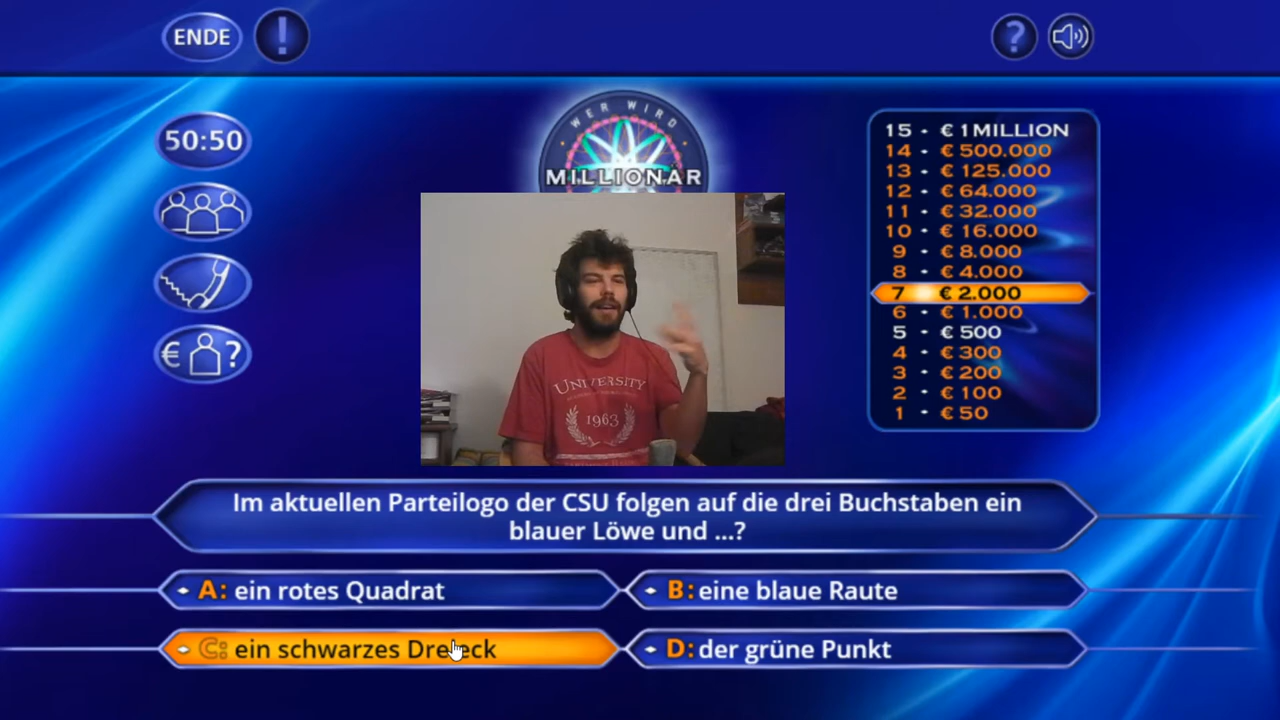 ENDE
!
?
50:50
€ ?
WER WIRD
MILLIONÄR
15 · € 1 MILLION
14 · € 500.000
13 · € 125.000
12 · € 64.000
11 · € 32.000
10 · € 16.000
9 · € 8.000
8 · € 4.000
7 · € 2.000
6 · € 1.000
5 · € 500
4 · € 300
3 · € 200
2 · € 100
1 · € 50
UNIVERSITY
1963
Im aktuellen Parteilogo der CSU folgen auf die drei Buchstaben ein
blauer Löwe und ...?
A: ein rotes Quadrat
B: eine blaue Raute
C: ein schwarzes Dreieck
D: der grüne Punkt